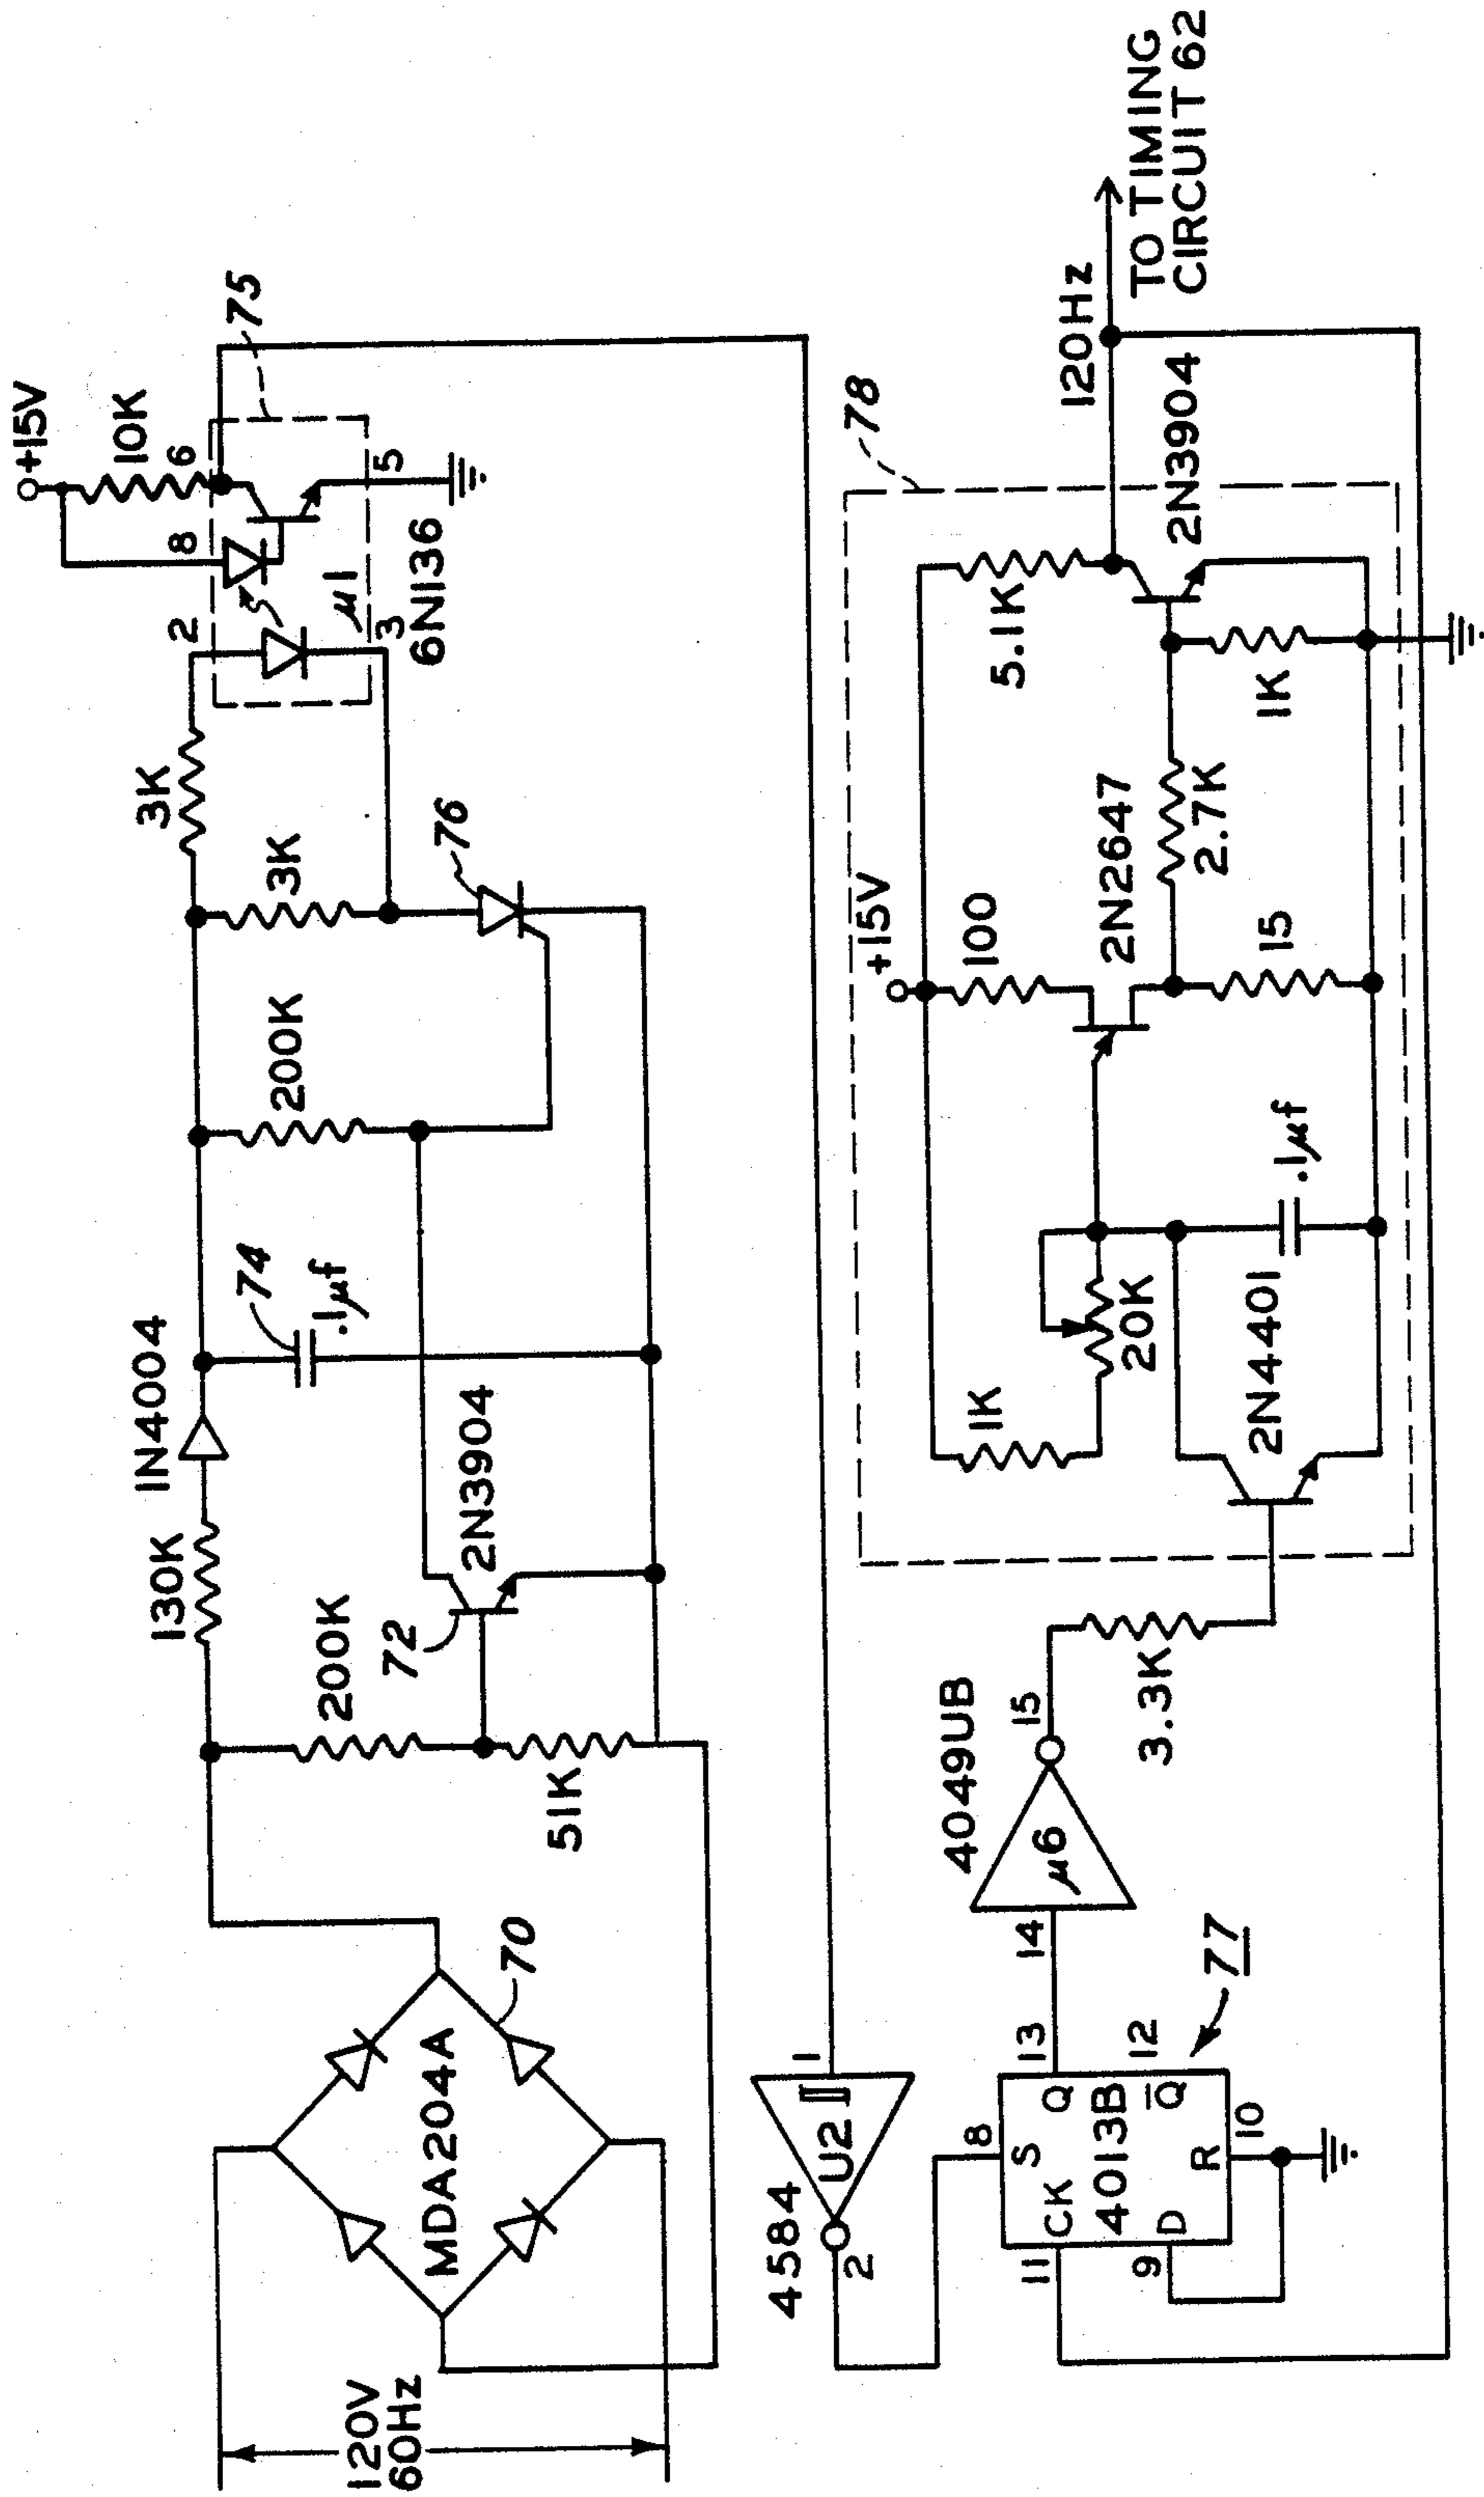 120V
60Hz
MDA204A
70
200K
51K
130K
1N4004
72
2N3904
74
.1µf
200K
3K
76
3K
2
3
µ1
6N136
8
6
5
10K
+15V
75
4584
2
U2
1
11
CK
S
8
9
D
4013B
R
10
Q
13
Q̅
12
77
14
µ6
4049UB
15
3.3K
78
1K
20K
2N4401
.1µf
+15V
100
2N2647
15
2.7K
5.1K
1K
2N3904
120Hz
TO TIMING
CIRCUIT 62